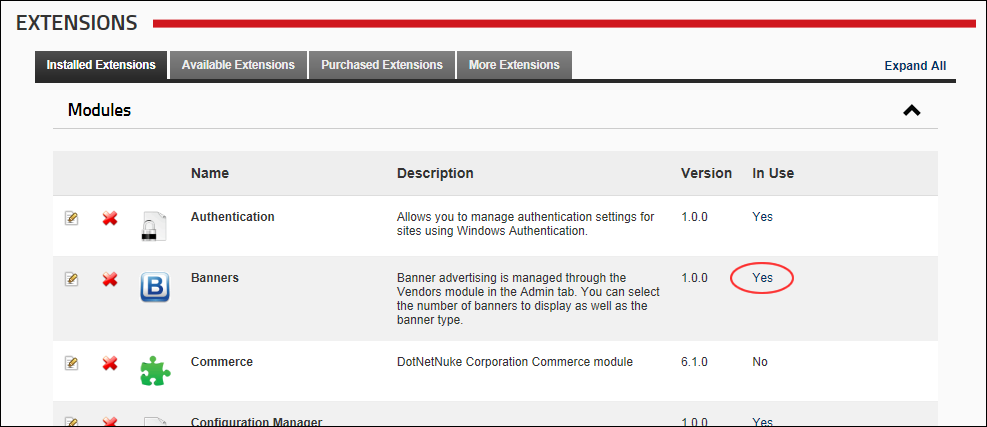 EXTENSIONS
Installed Extensions Available Extensions Purchased Extensions More Extensions Expand All
Modules
Name Description Version In Use
Authentication Allows you to manage authentication settings for 1.0.0 Yes
sites using Windows Authentication.
B Banners Banner advertising is managed through the 1.0.0 Yes
Vendors module in the Admin tab. You can select
the number of banners to display as well as the
banner type.
Commerce DotNetNuke Corporation Commerce module 6.1.0 No
Configuration Manager 1.0.0 Yes